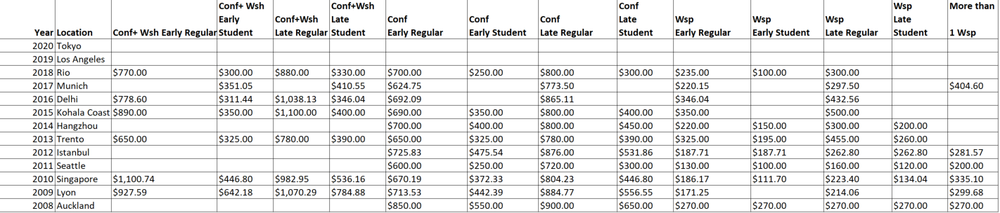 Year Location Conf+ Wsh Early Regular Conf+ Wsh Early Student Conf+Wsh Late Regular Conf+Wsh Late Student Conf Early Regular Conf Early Student Conf Late Regular Conf Late Student Wsp Early Regular Wsp Early Student Wsp Late Regular Wsp Late Student More than 1 Wsp
2020 Tokyo
2019 Los Angeles
2018 Rio $770.00 $300.00 $880.00 $330.00 $700.00 $250.00 $800.00 $300.00 $235.00 $100.00 $300.00
2017 Munich $351.05 $410.55 $624.75 $773.50 $220.15 $297.50 $404.60
2016 Delhi $778.60 $311.44 $1,038.13 $346.04 $692.09 $865.11 $346.04 $432.56
2015 Kohala Coast $890.00 $350.00 $1,100.00 $400.00 $690.00 $350.00 $800.00 $400.00 $350.00 $500.00
2014 Hangzhou $700.00 $400.00 $800.00 $450.00 $220.00 $150.00 $300.00 $200.00
2013 Trento $650.00 $325.00 $780.00 $390.00 $650.00 $325.00 $780.00 $390.00 $325.00 $195.00 $455.00 $260.00
2012 Istanbul $725.83 $475.54 $876.00 $531.86 $187.71 $187.71 $262.80 $262.80 $281.57
2011 Seattle $600.00 $250.00 $720.00 $300.00 $130.00 $100.00 $160.00 $120.00 $200.00
2010 Singapore $1,100.74 $446.80 $982.95 $536.16 $670.19 $372.33 $804.23 $446.80 $186.17 $111.70 $223.40 $134.04 $335.10
2009 Lyon $927.59 $642.18 $1,070.29 $784.88 $713.53 $442.39 $884.77 $556.55 $171.25 $214.06 $299.68
2008 Auckland $850.00 $550.00 $900.00 $650.00 $270.00 $270.00 $270.00 $270.00 $270.00